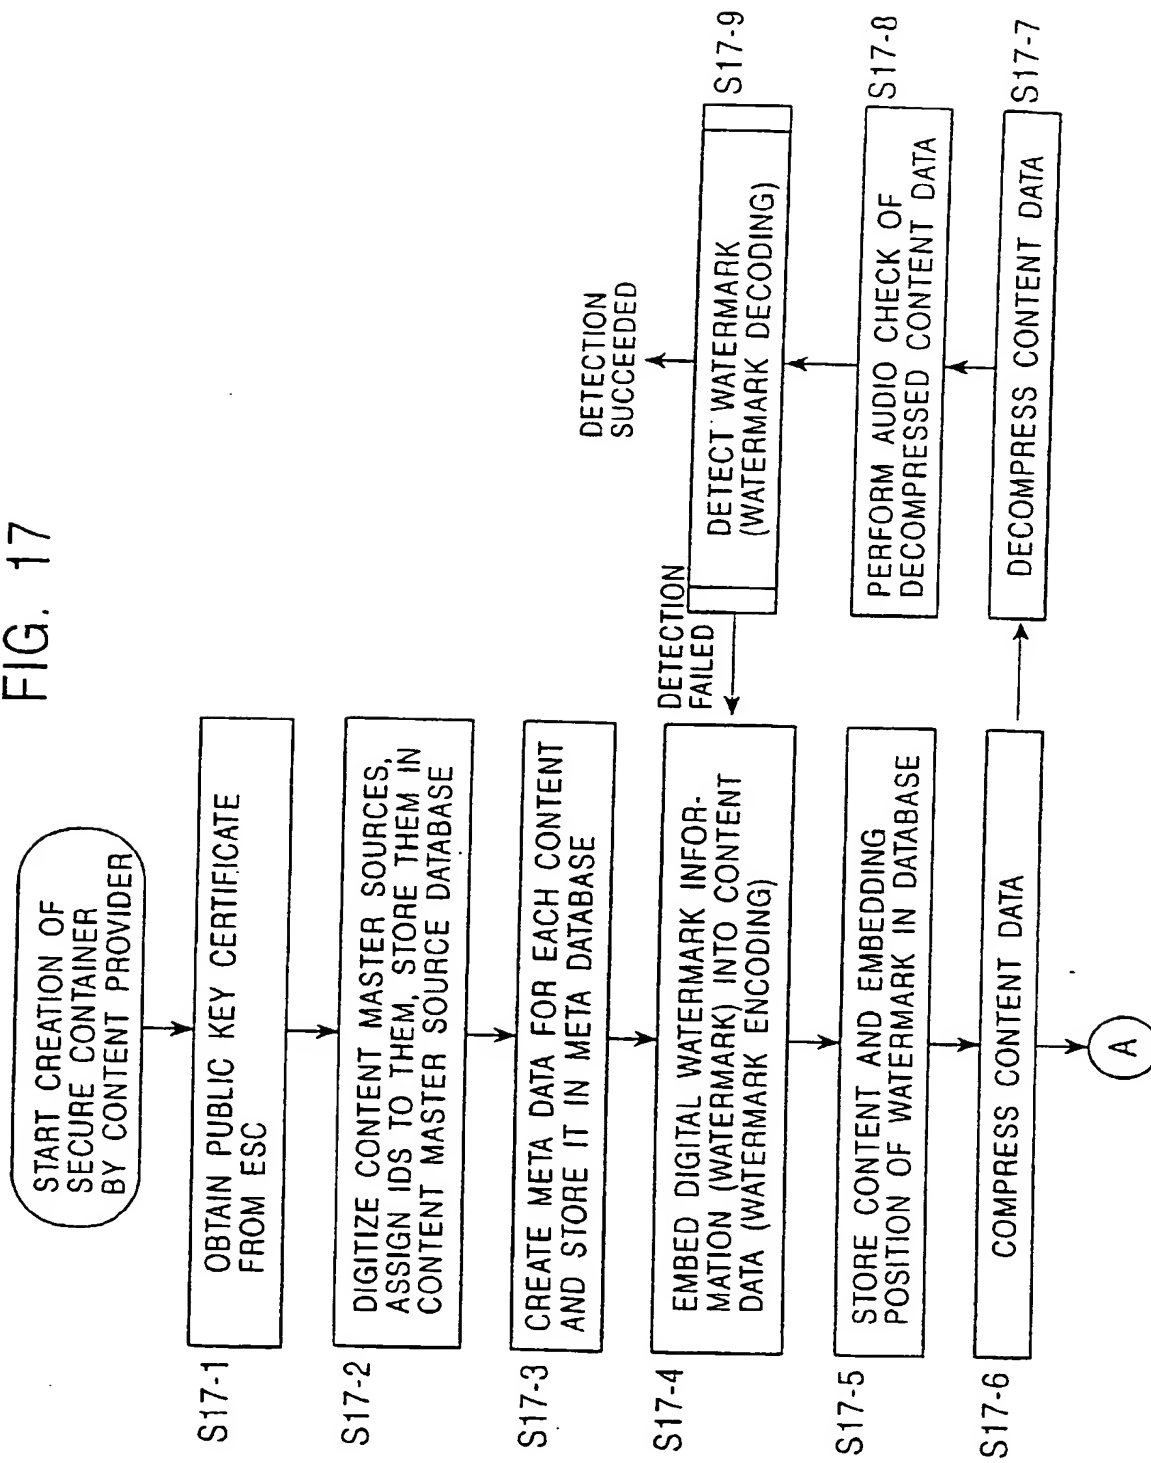 FIG. 17
START CREATION OF
SECURE CONTAINER
BY CONTENT PROVIDER
S17-1
OBTAIN PUBLIC KEY CERTIFICATE
FROM ESC
S17-2
DIGITIZE CONTENT MASTER SOURCES,
ASSIGN IDS TO THEM, STORE THEM IN
CONTENT MASTER SOURCE DATABASE
S17-3
CREATE META DATA FOR EACH CONTENT
AND STORE IT IN META DATABASE
S17-4
EMBED DIGITAL WATERMARK INFOR-
MATION (WATERMARK) INTO CONTENT
DATA (WATERMARK ENCODING)
S17-5
STORE CONTENT AND EMBEDDING
POSITION OF WATERMARK IN DATABASE
S17-6
COMPRESS CONTENT DATA
A
DETECTION
SUCCEEDED
DETECTION
FAILED
DETECT WATERMARK
(WATERMARK DECODING)
S17-9
PERFORM AUDIO CHECK OF
DECOMPRESSED CONTENT DATA
S17-8
DECOMPRESS CONTENT DATA
S17-7